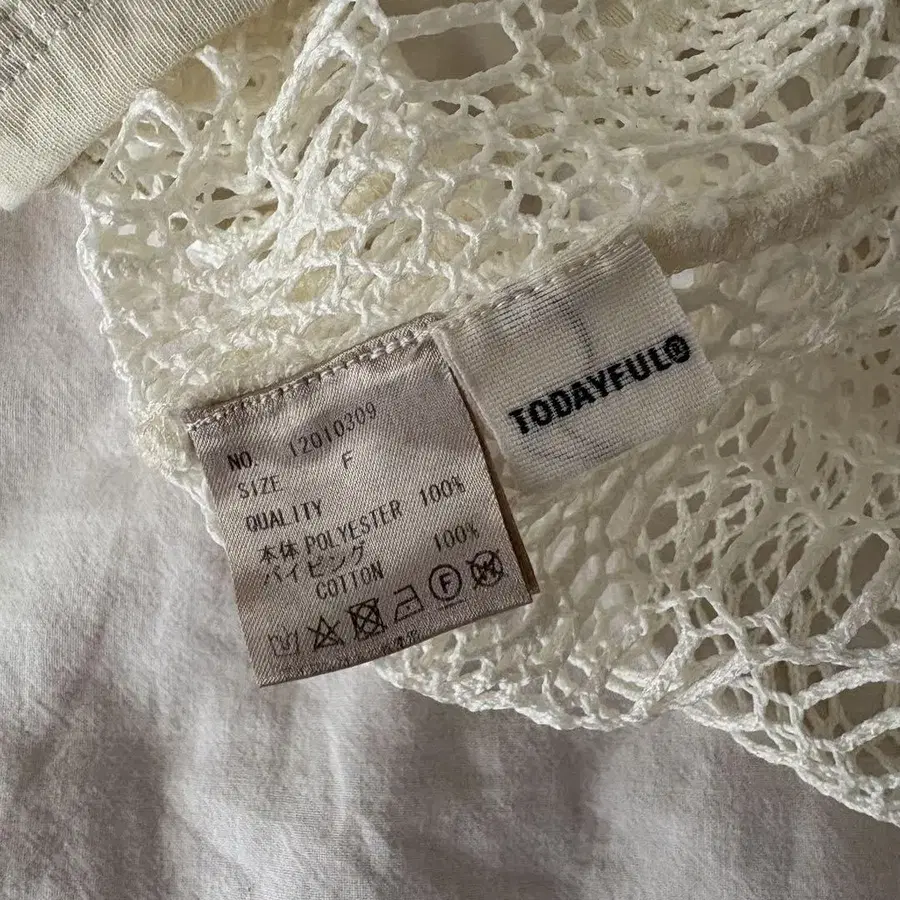 TODAYFUL®
NO. 12010309
SIZE F
QUALITY
本体 POLYESTER 100%
パイピング
COTTON 100%
F